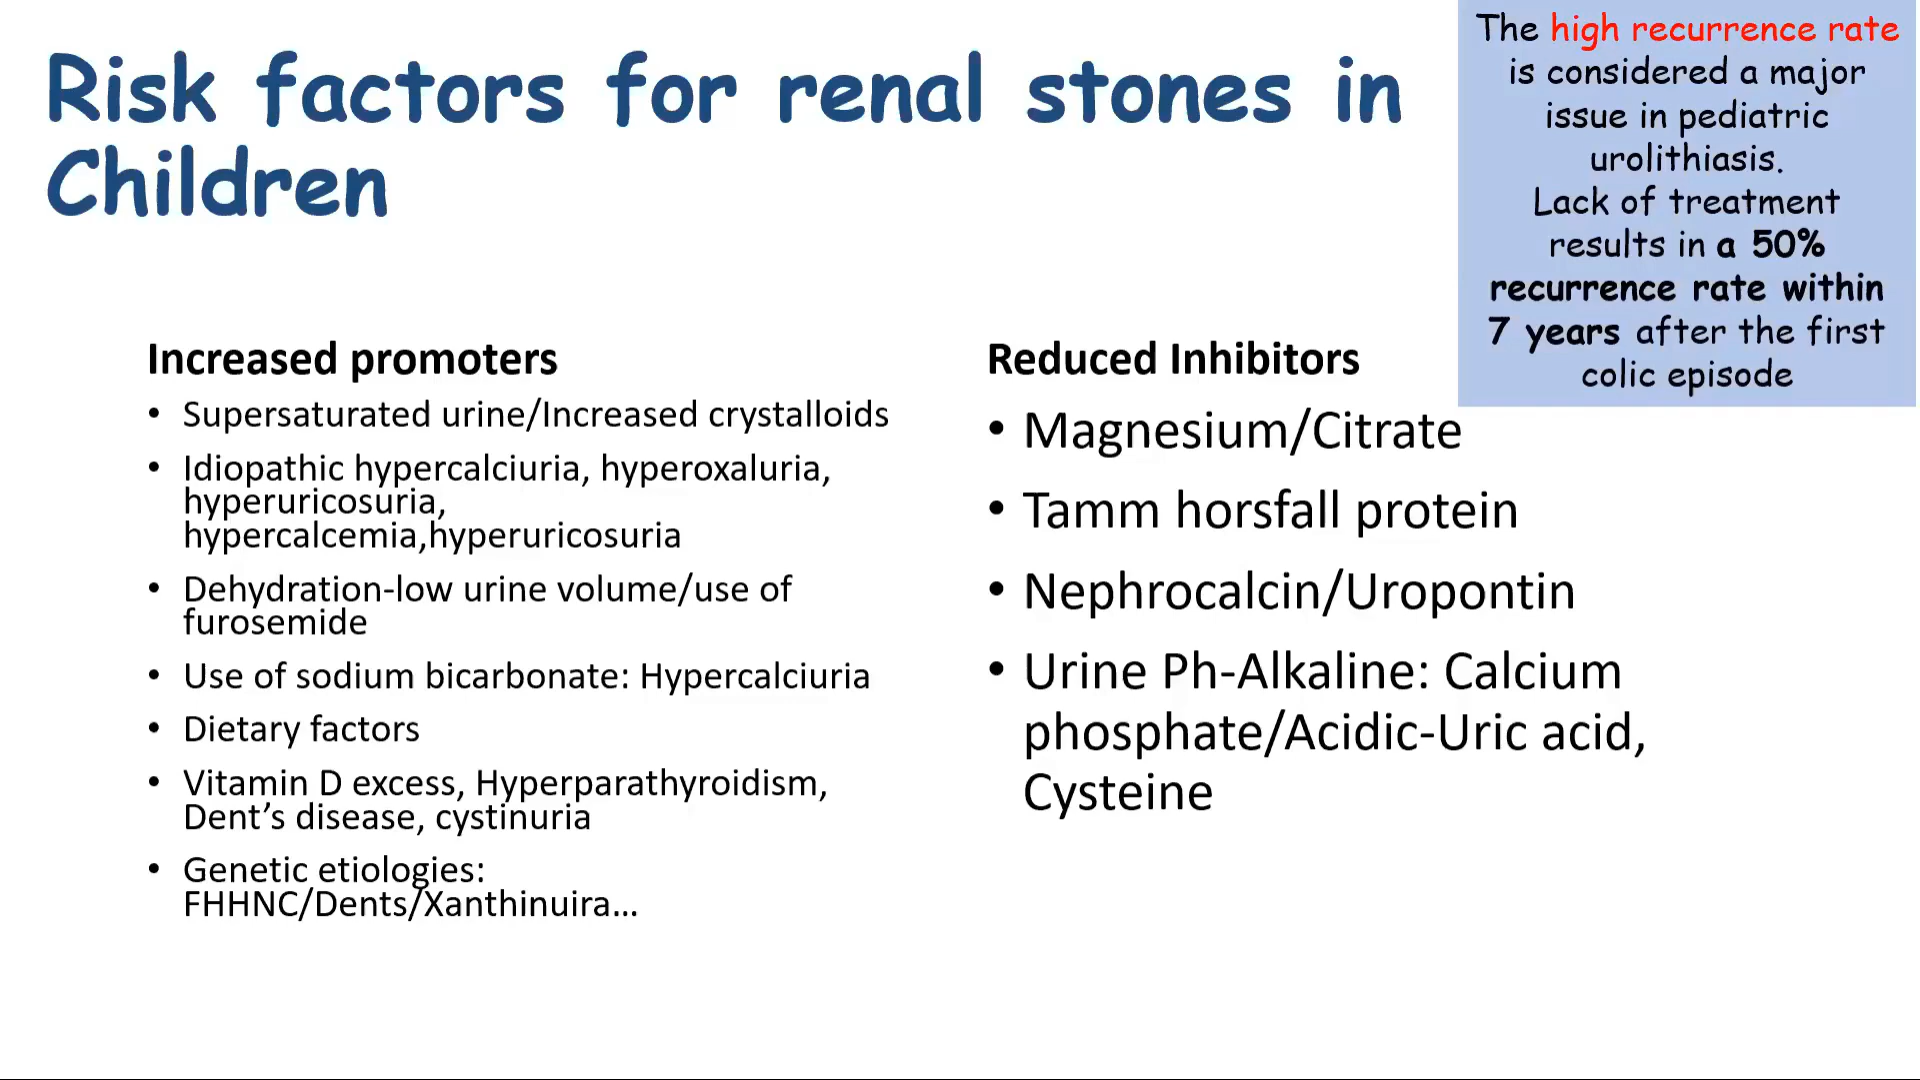 Risk factors for renal stones in
Children
The high recurrence rate
is considered a major
issue in pediatric
urolithiasis.
Lack of treatment
results in a 50%
recurrence rate within
7 years after the first
colic episode
Increased promoters
• Supersaturated urine/Increased crystalloids
• Idiopathic hypercalciuria, hyperoxaluria,
hyperuricosuria,
hypercalcemia,hyperuricosuria
• Dehydration-low urine volume/use of
furosemide
• Use of sodium bicarbonate: Hypercalciuria
• Dietary factors
• Vitamin D excess, Hyperparathyroidism,
Dent’s disease, cystinuria
• Genetic etiologies:
FHHNC/Dents/Xanthinuira...
Reduced Inhibitors
• Magnesium/Citrate
• Tamm horsfall protein
• Nephrocalcin/Uropontin
• Urine Ph-Alkaline: Calcium
phosphate/Acidic-Uric acid,
Cysteine